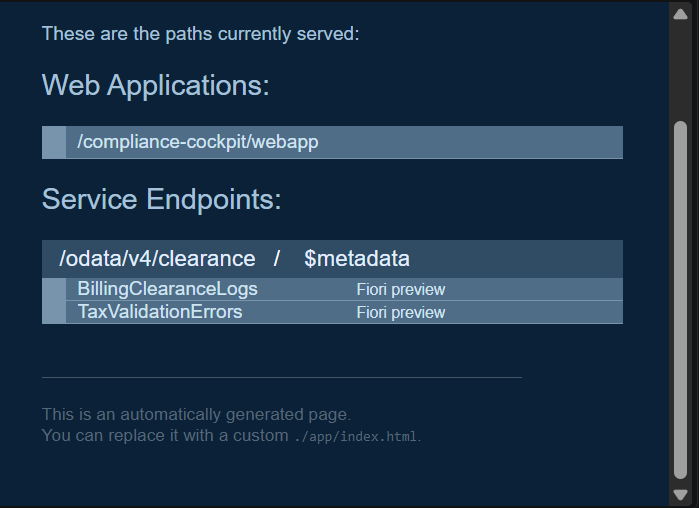 These are the paths currently served:
Web Applications:
/compliance-cockpit/webapp
Service Endpoints:
/odata/v4/clearance / $metadata
BillingClearanceLogs Fiori preview
TaxValidationErrors Fiori preview
This is an automatically generated page.
You can replace it with a custom ./app/index.html.